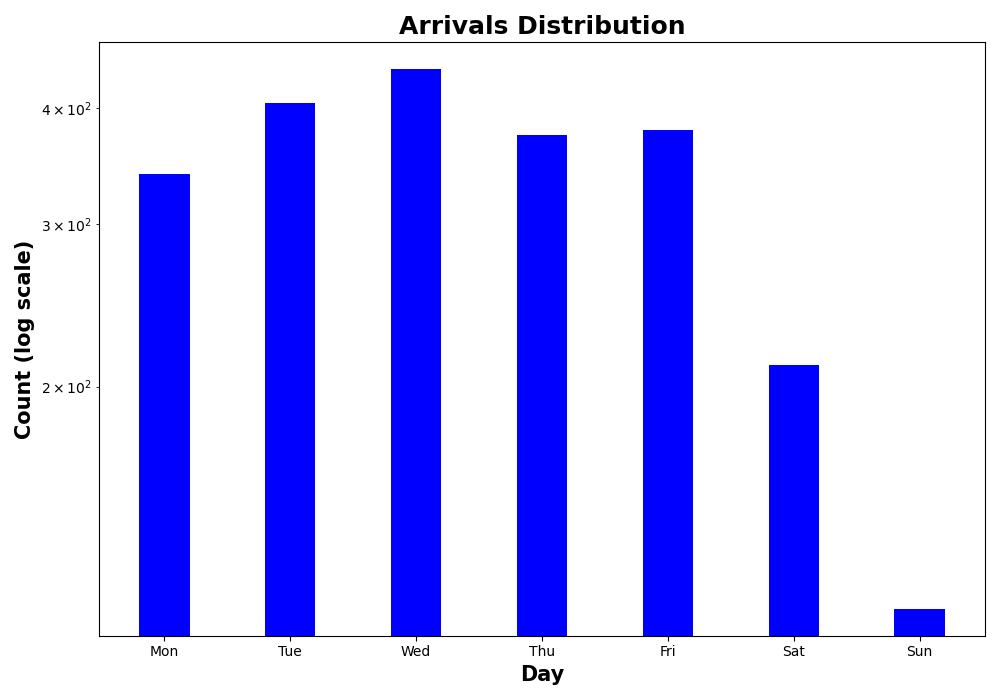 Arrivals Distribution
Count (log scale)
4 × 10²
3 × 10²
2 × 10²
Mon Tue Wed Thu Fri Sat Sun
Day